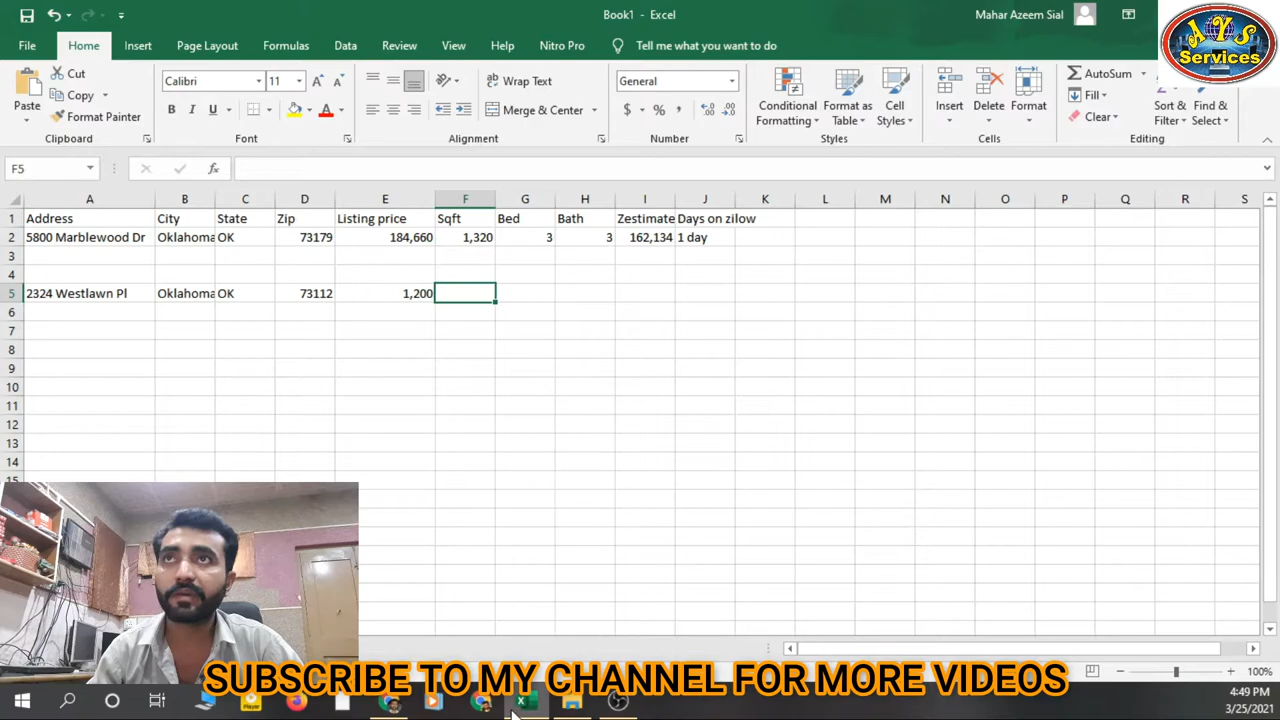 Book1 - Excel
Mahar Azeem Sial
A Y S
Services
File Home Insert Page Layout Formulas Data Review View Help Nitro Pro Tell me what you want to do
Paste
Cut
Copy
Format Painter
Clipboard
Calibri 11
B I U
Font
Wrap Text
Merge & Center
Alignment
General
$ % ,
Number
Conditional Formatting
Format as Table
Cell Styles
Styles
Insert
Delete
Format
Cells
AutoSum
Fill
Clear
Sort & Filter
Find & Select
Editing
F5 fx
A B C D E F G H I J K L M N O P Q R S
1 Address City State Zip Listing price Sqft Bed Bath Zestimate Days on zilow
2 5800 Marblewood Dr Oklahoma OK 73179 184,660 1,320 3 3 162,134 1 day
3
4
5 2324 Westlawn Pl Oklahoma OK 73112 1,200
6
7
8
9
10
11
12
13
14
15
100%
SUBSCRIBE TO MY CHANNEL FOR MORE VIDEOS
4:49 PM
3/25/2021